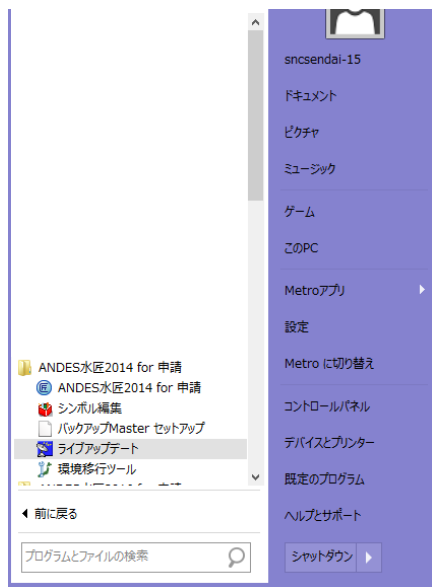 ANDES水匠2014 for 申請
ANDES水匠2014 for 申請
シンボル編集
バックアップMaster セットアップ
ライブアップデート
環境移行ツール
前に戻る
プログラムとファイルの検索
sncsendai-15
ドキュメント
ピクチャ
ミュージック
ゲーム
このPC
Metroアプリ
設定
Metro に切り替え
コントロールパネル
デバイスとプリンター
既定のプログラム
ヘルプとサポート
シャットダウン